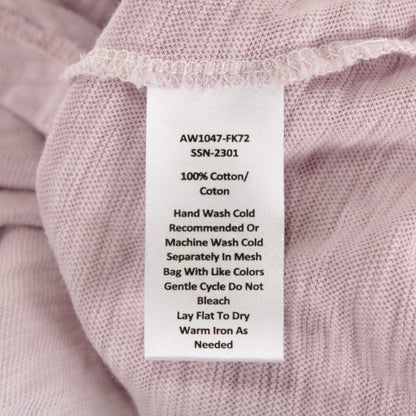 AW1047-FK72
SSN-2301
100% Cotton/
Coton
Hand Wash Cold
Recommended Or
Machine Wash Cold
Separately In Mesh
Bag With Like Colors
Gentle Cycle Do Not
Bleach
Lay Flat To Dry
Warm Iron As
Needed